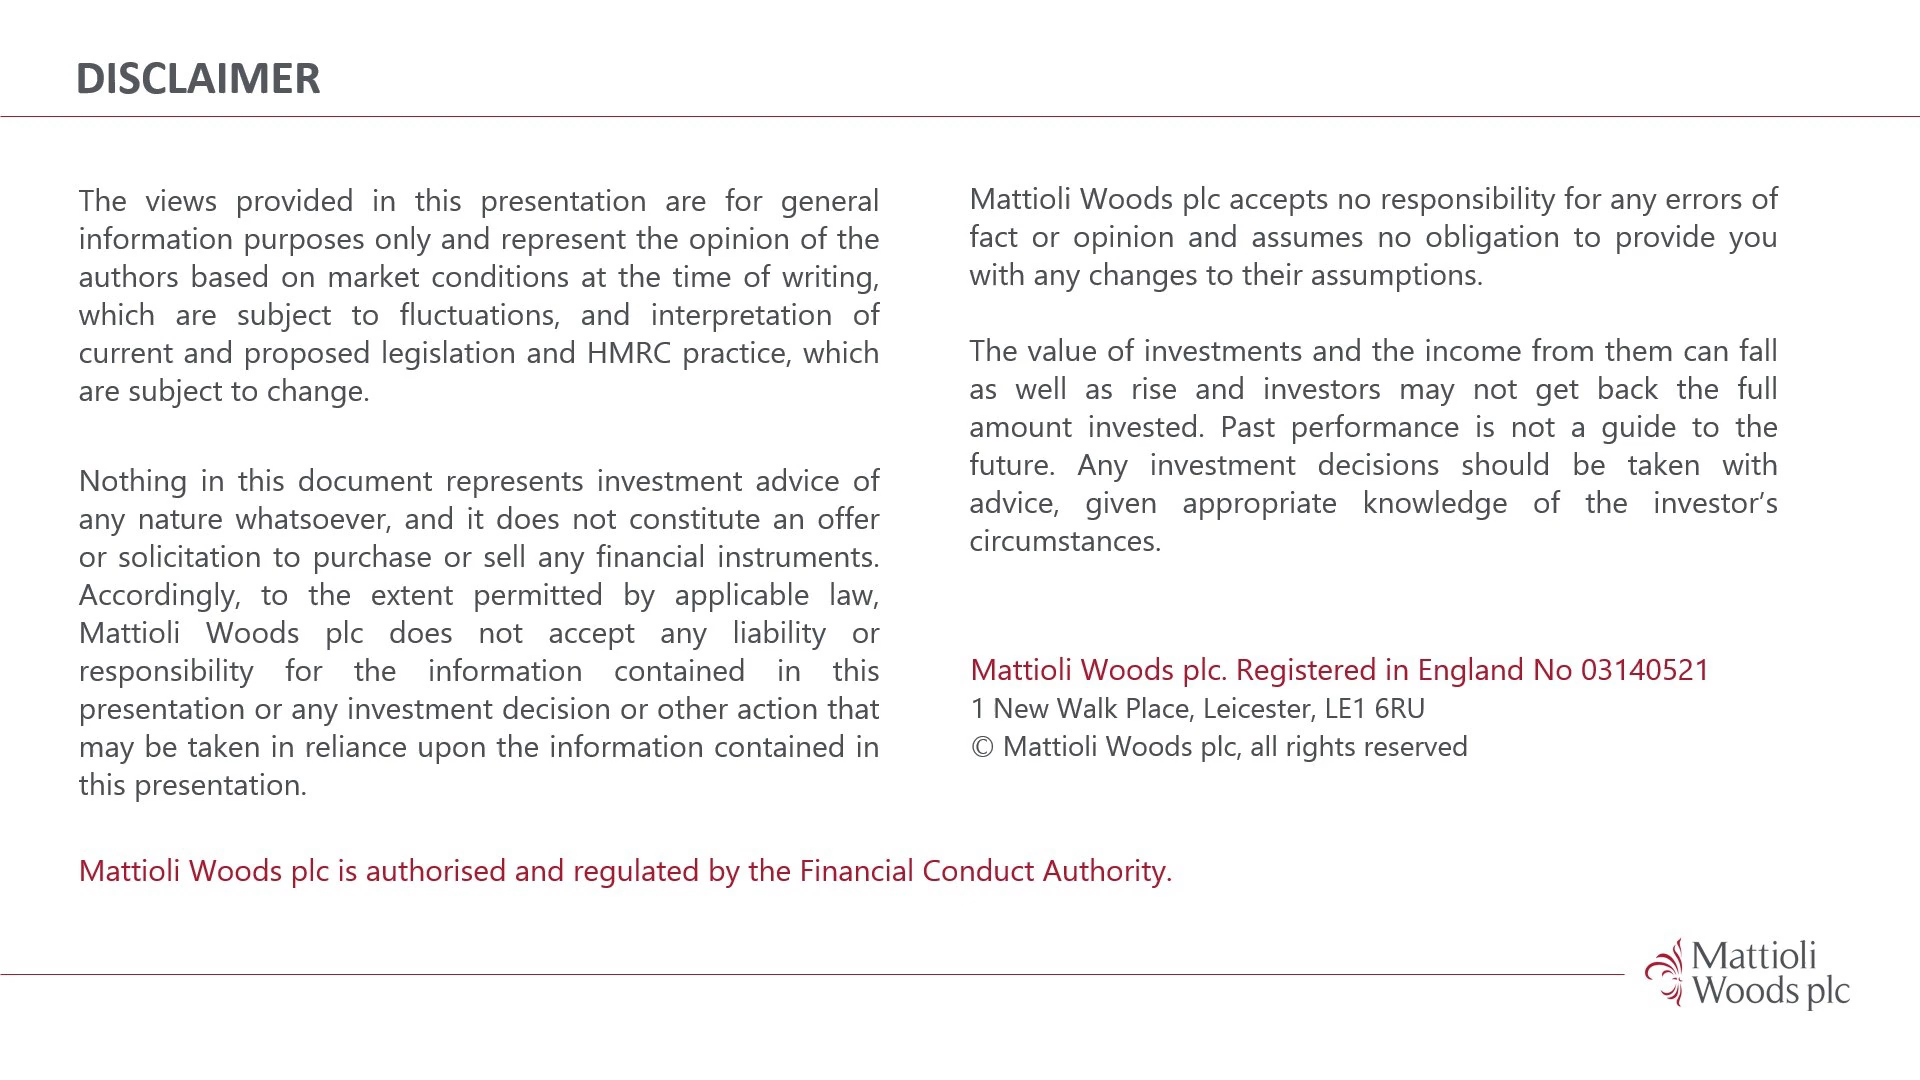 DISCLAIMER
The views provided in this presentation are for general
information purposes only and represent the opinion of the
authors based on market conditions at the time of writing,
which are subject to fluctuations, and interpretation of
current and proposed legislation and HMRC practice, which
are subject to change.
Nothing in this document represents investment advice of
any nature whatsoever, and it does not constitute an offer
or solicitation to purchase or sell any financial instruments.
Accordingly, to the extent permitted by applicable law,
Mattioli Woods plc does not accept any liability or
responsibility for the information contained in this
presentation or any investment decision or other action that
may be taken in reliance upon the information contained in
this presentation.
Mattioli Woods plc accepts no responsibility for any errors of
fact or opinion and assumes no obligation to provide you
with any changes to their assumptions.
The value of investments and the income from them can fall
as well as rise and investors may not get back the full
amount invested. Past performance is not a guide to the
future. Any investment decisions should be taken with
advice, given appropriate knowledge of the investor’s
circumstances.
Mattioli Woods plc. Registered in England No 03140521
1 New Walk Place, Leicester, LE1 6RU
© Mattioli Woods plc, all rights reserved
Mattioli Woods plc is authorised and regulated by the Financial Conduct Authority.
Mattioli
Woods plc